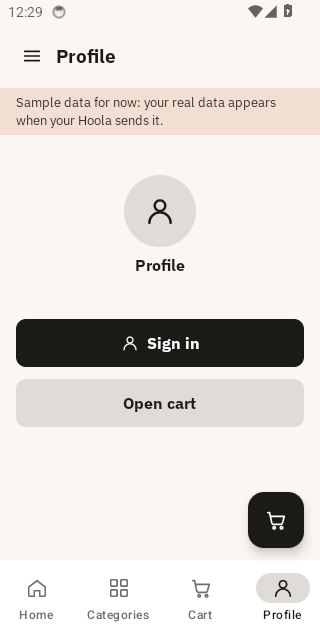 12:29
Profile
Sample data for now: your real data appears
when your Hoola sends it.
Profile
Sign in
Open cart
Home
Categories
Cart
Profile